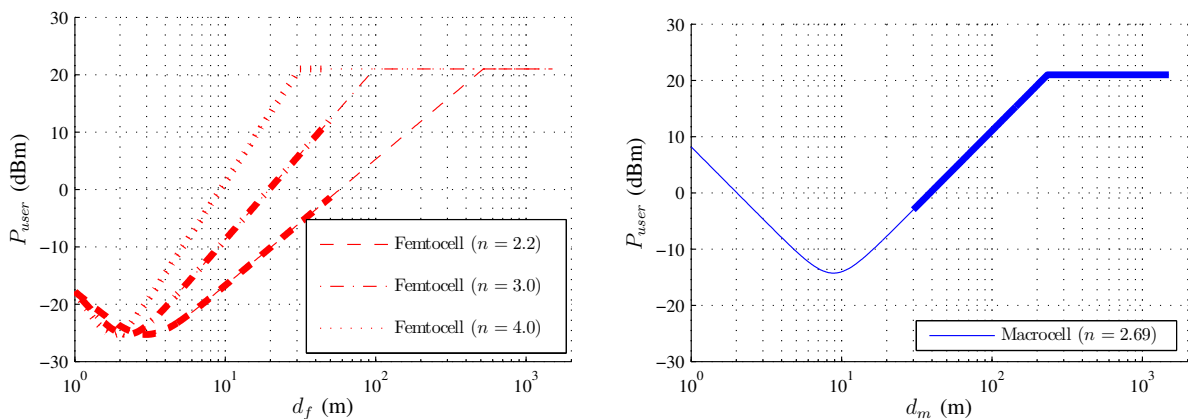 30
20
10
0
−10
−20
−30
P_user (dBm)
10^0
10^1
10^2
10^3
d_f (m)
Femtocell (n = 2.2)
Femtocell (n = 3.0)
Femtocell (n = 4.0)
30
20
10
0
−10
−20
−30
P_user (dBm)
10^0
10^1
10^2
10^3
d_m (m)
Macrocell (n = 2.69)